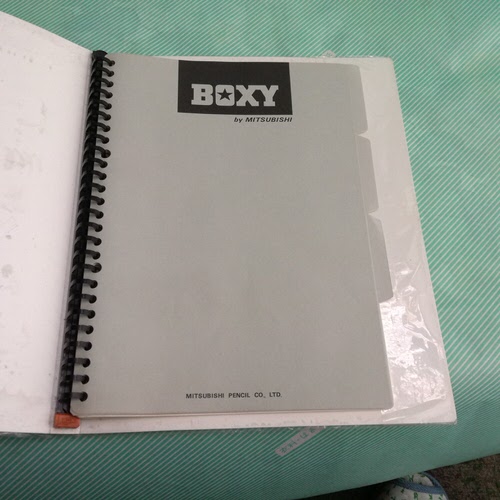 BOXY
by MITSUBISHI
MITSUBISHI PENCIL CO., LTD.